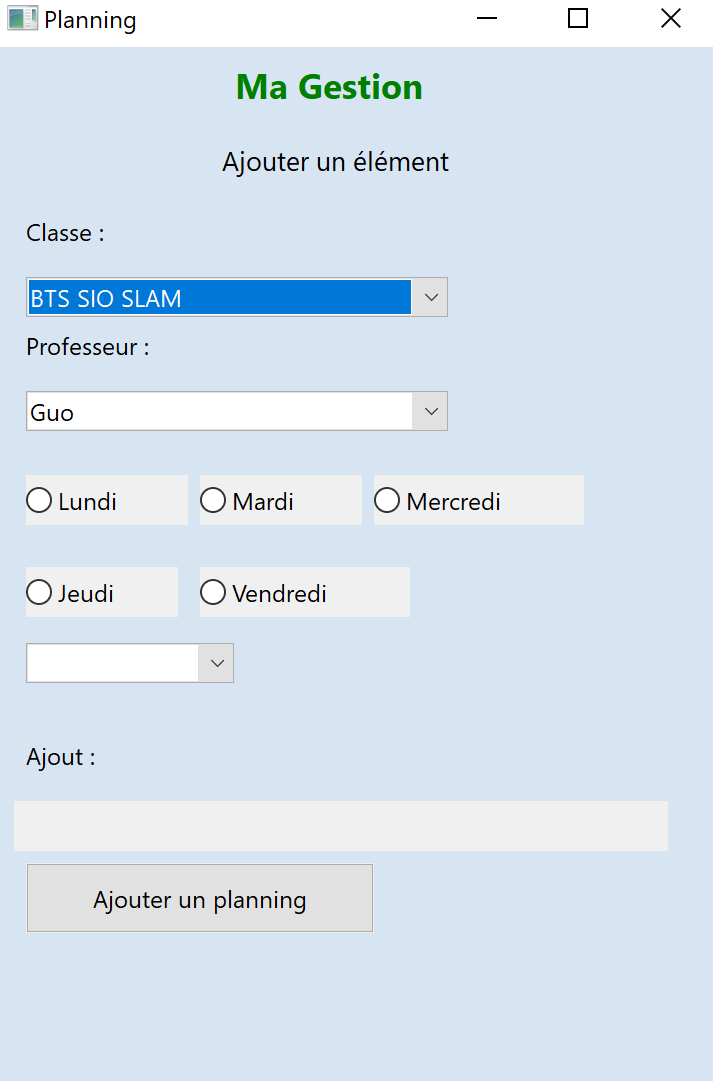 Planning
Ma Gestion
Ajouter un élément
Classe :
BTS SIO SLAM
Professeur :
Guo
Lundi Mardi Mercredi
Jeudi Vendredi
Ajout :
Ajouter un planning